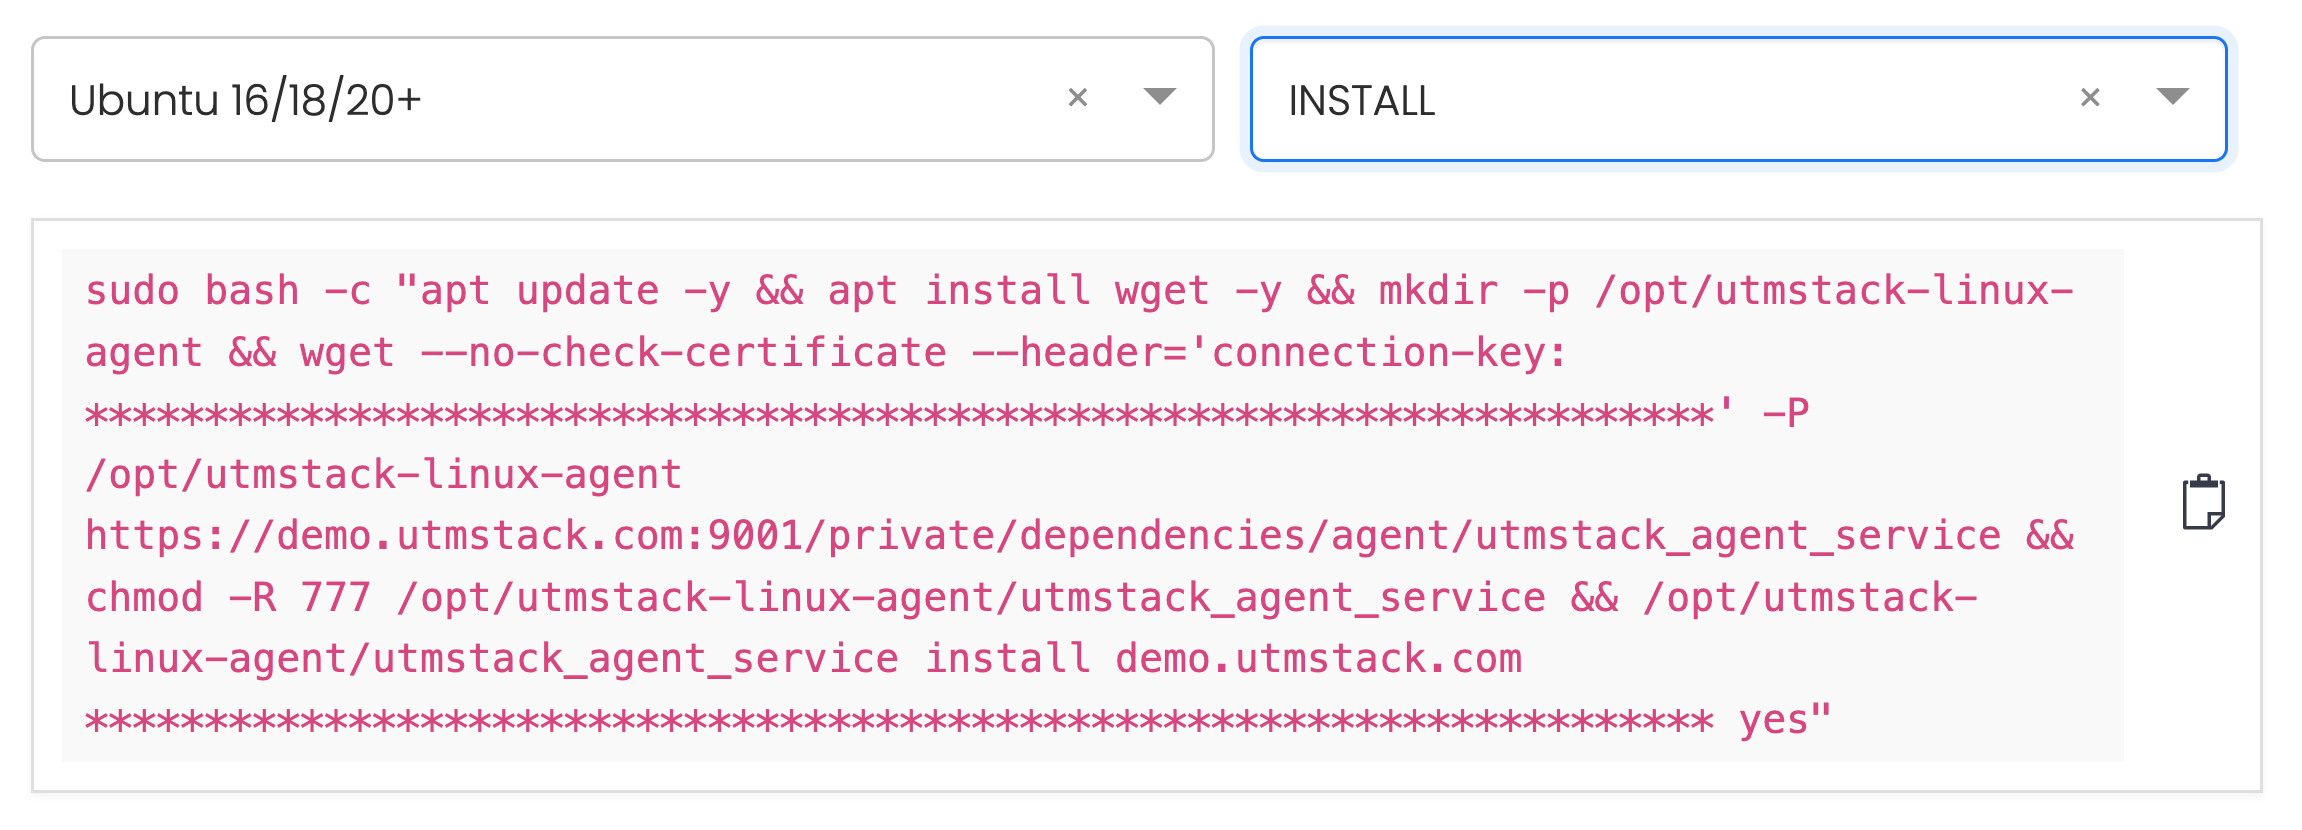 Ubuntu 16/18/20+
INSTALL
sudo bash -c "apt update -y && apt install wget -y && mkdir -p /opt/utmstack-linux-
agent && wget --no-check-certificate --header='connection-key:
********************************************************************' -P
/opt/utmstack-linux-agent
https://demo.utmstack.com:9001/private/dependencies/agent/utmstack_agent_service &&
chmod -R 777 /opt/utmstack-linux-agent/utmstack_agent_service && /opt/utmstack-
linux-agent/utmstack_agent_service install demo.utmstack.com
******************************************************************** yes"